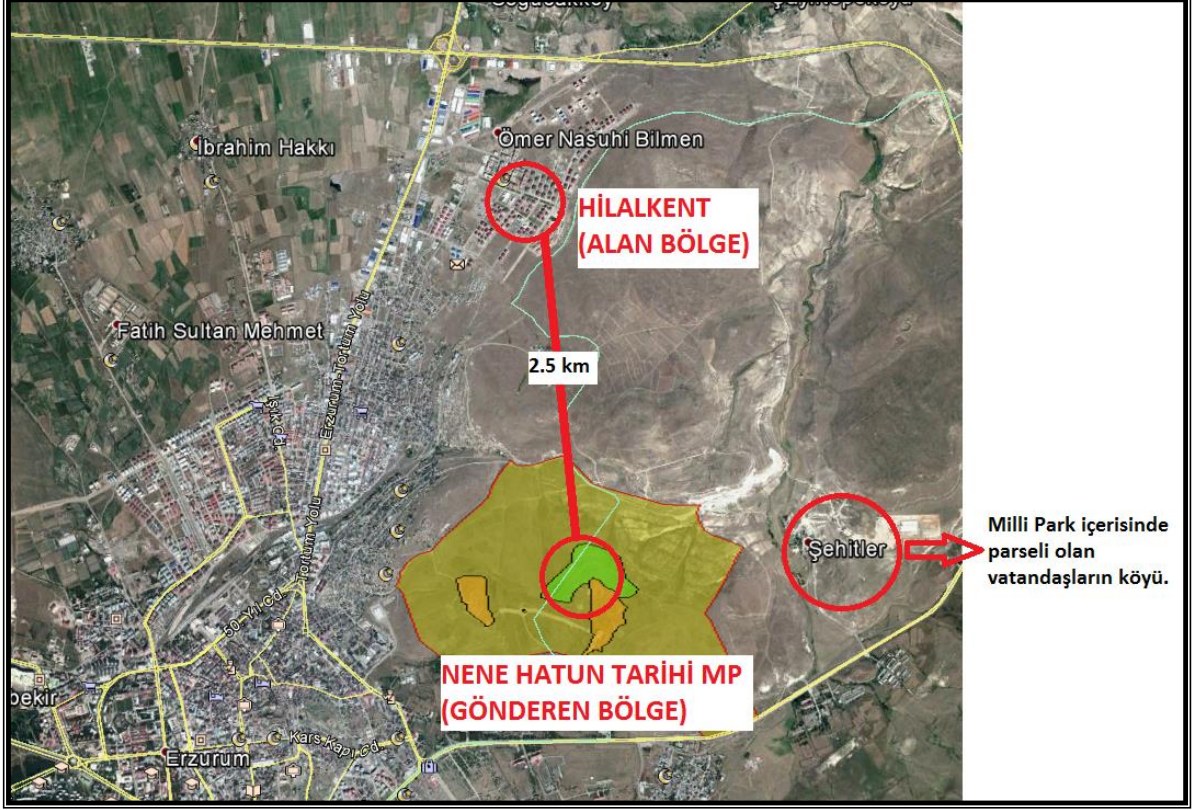 Ömer Nasuhi Bilmen
İbrahim Hakkı
HİLALKENT
(ALAN BÖLGE)
Fatih Sultan Mehmet
Erzurum-Tortum Yolu
2.5 km
Işık Cd.
Şehitler
Milli Park içerisinde
parseli olan
vatandaşların köyü.
Tortum Yolu
50. Yıl Cd.
NENE HATUN TARİHİ MP
(GÖNDEREN BÖLGE)
Kars Kapı Cd.
Erzurum